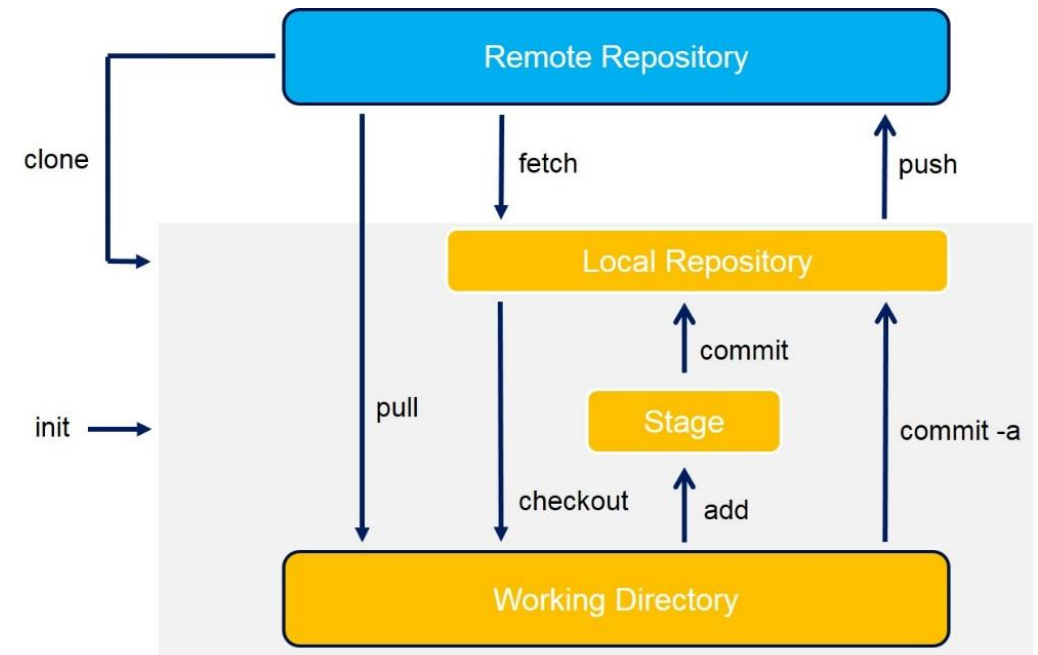 Remote Repository
clone
fetch
push
Local Repository
commit
init
pull
Stage
commit -a
checkout
add
Working Directory